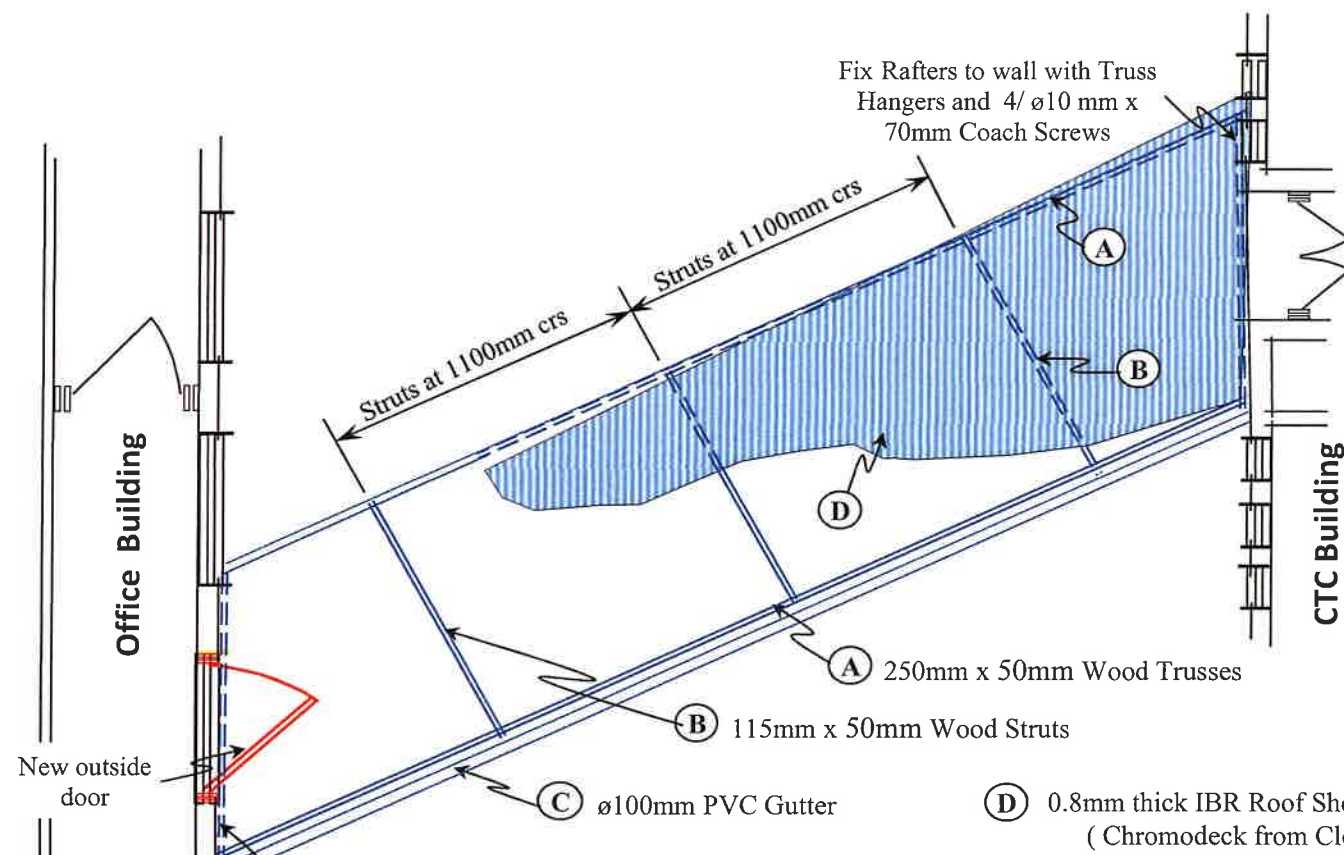 Fix Rafters to wall with Truss
Hangers and 4/ ø10 mm x
70mm Coach Screws
Struts at 1100mm crs
Struts at 1100mm crs
A
B
D
Office Building
CTC Building
A 250mm x 50mm Wood Trusses
B 115mm x 50mm Wood Struts
New outside
door
C ø100mm PVC Gutter
D 0.8mm thick IBR Roof
( Chromodeck from